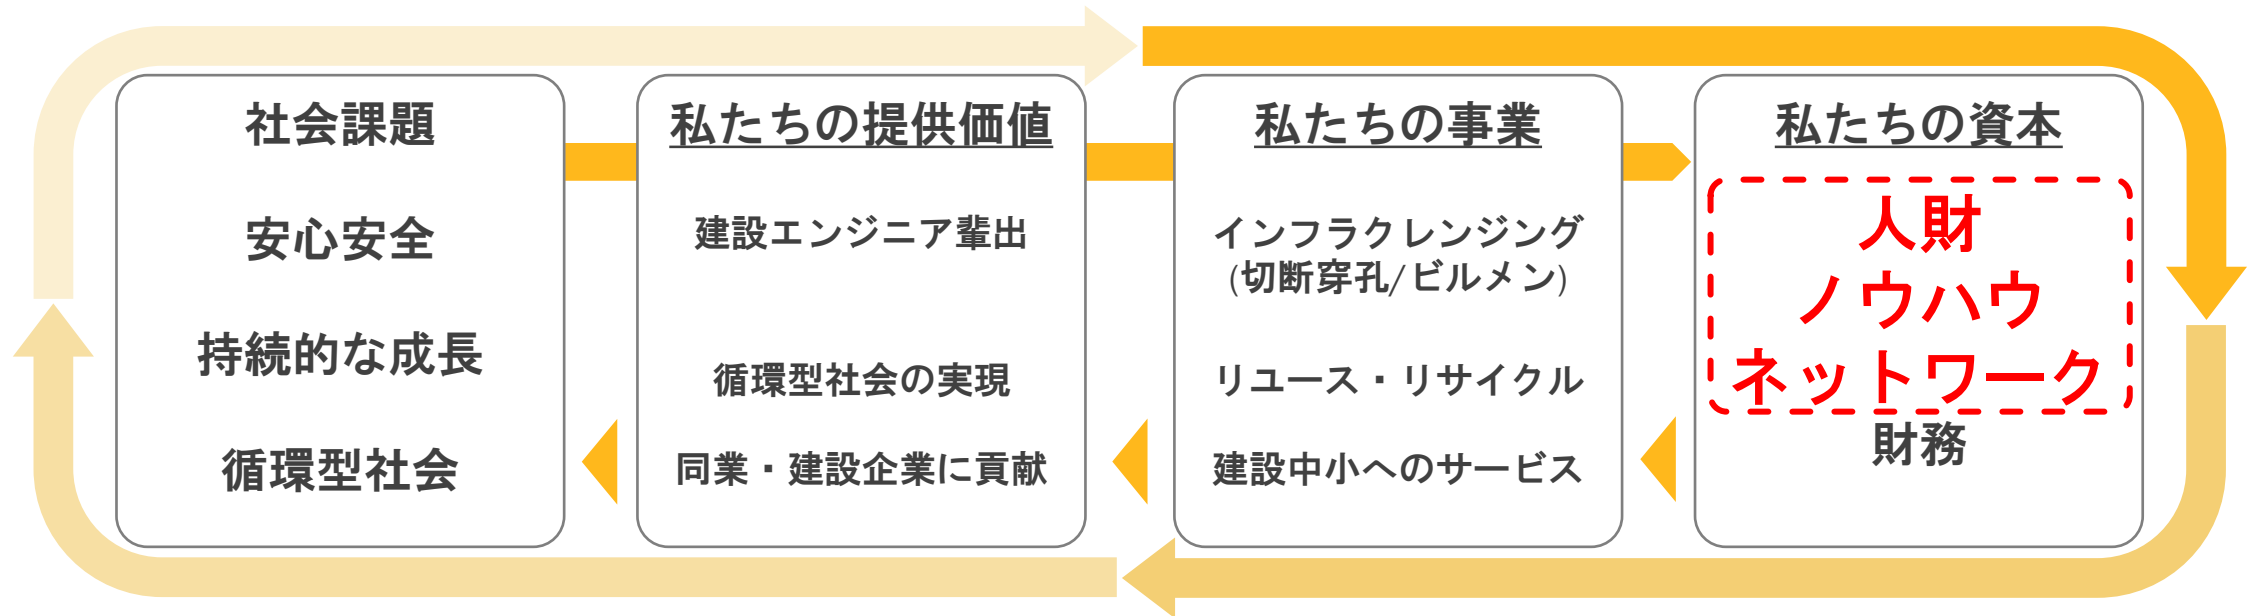 社会課題
安心安全
持続的な成長
循環型社会
私たちの提供価値
建設エンジニア輩出
循環型社会の実現
同業・建設企業に貢献
私たちの事業
インフラクレンジング
(切断穿孔/ビルメン)
リユース・リサイクル
建設中小へのサービス
私たちの資本
人財
ノウハウ
ネットワーク
財務